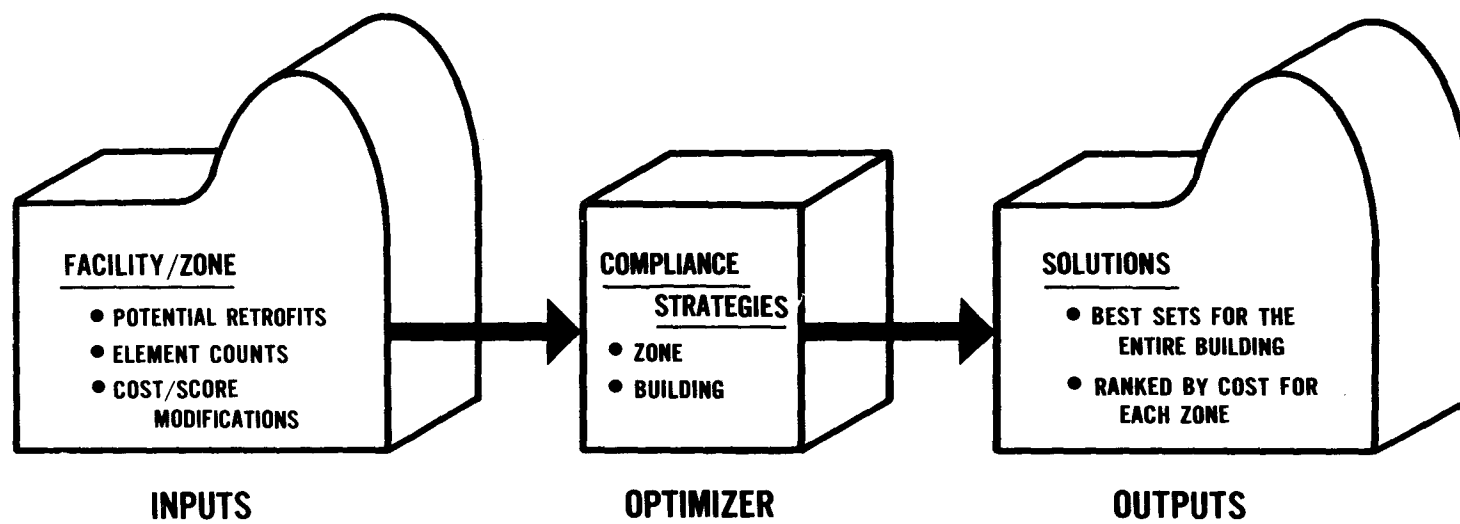 FACILITY/ZONE
• POTENTIAL RETROFITS
• ELEMENT COUNTS
• COST/SCORE
MODIFICATIONS
INPUTS
COMPLIANCE
STRATEGIES
• ZONE
• BUILDING
OPTIMIZER
SOLUTIONS
• BEST SETS FOR THE
ENTIRE BUILDING
• RANKED BY COST FOR
EACH ZONE
OUTPUTS